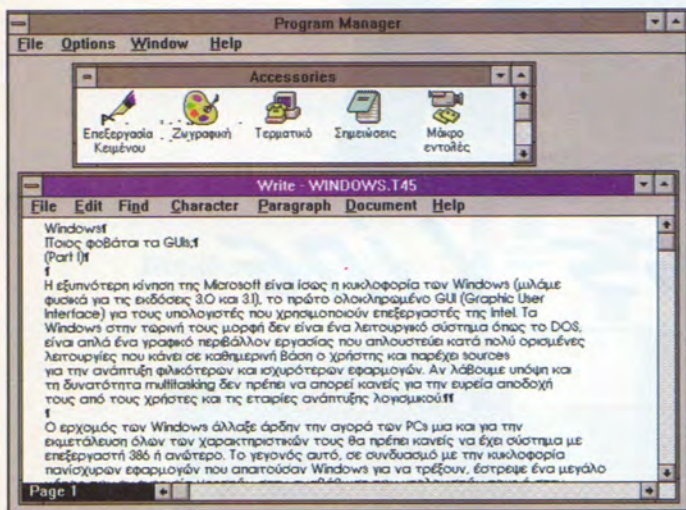 Program Manager
File Options Window Help
Accessories
Επεξεργασία Κειμένου
Ζωγραφική
Τερματικό
Σημειώσεις
Μάκρο εντολές
Write - WINDOWS.T45
File Edit Find Character Paragraph Document Help
Windows¶
Ποιος φοβάται τα GUIs;¶
(Part I)¶
¶
Η εξυπνότερη κίνηση της Microsoft είναι ίσως η κυκλοφορία των Windows (μιλάμε
φυσικά για τις εκδόσεις 3.0 και 3.1), το πρώτο ολοκληρωμένο GUI (Graphic User
Interface) για τους υπολογιστές που χρησιμοποιούν επεξεργαστές της Intel. Τα
Windows στην τωρινή τους μορφή δεν είναι ένα λειτουργικό σύστημα όπως το DOS,
είναι απλά ένα γραφικό περιβάλλον εργασίας που απλουστεύει κατά πολύ ορισμένες
λειτουργίες που κάνει σε καθημερινή βάση ο χρήστης και παρέχει sources
για την ανάπτυξη φιλικότερων και ισχυρότερων εφαρμογών. Αν λάβουμε υπόψη και
τη δυνατότητα multitasking δεν πρέπει να απορεί κανείς για την ευρεία αποδοχή
τους από τους χρήστες και τις εταιρίες ανάπτυξης λογισμικού.¶¶
¶
Ο ερχομός των Windows άλλαξε άρδην την αγορά των PCs μια και για την
εκμετάλευση όλων των χαρακτηριστικών τους θα πρέπει κανείς να έχει σύστημα με
επεξεργαστή 386 ή ανώτερο. Το γεγονός αυτό, σε συνδυασμό με την κυκλοφορία
πανίσχυρων εφαρμογών που απαιτούσαν Windows για να τρέξουν, έστρεψε ένα μεγάλο
Page 1